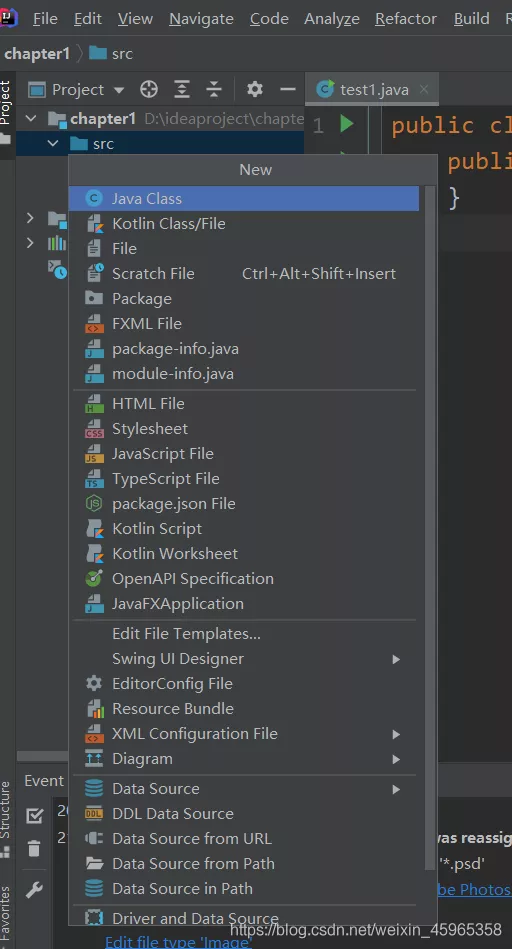 File Edit View Navigate Code Analyze Refactor Build
chapter1 src
Project
Project
test1.java
chapter1 D:\ideaproject\chapte
1
public cl
src
publi
}
New
Java Class
Kotlin Class/File
File
Scratch File Ctrl+Alt+Shift+Insert
Package
FXML File
package-info.java
module-info.java
HTML File
Stylesheet
JavaScript File
TypeScript File
package.json File
Kotlin Script
Kotlin Worksheet
OpenAPI Specification
JavaFXApplication
Edit File Templates...
Swing UI Designer
EditorConfig File
Resource Bundle
XML Configuration File
Diagram
Data Source
DDL Data Source
Data Source from URL
Data Source from Path
Data Source in Path
Driver and Data Source
Event
Structure
Favorites
was reassig
'*.psd'
be Photos
Edit file type 'Image'
https://blog.csdn.net/weixin_45965358